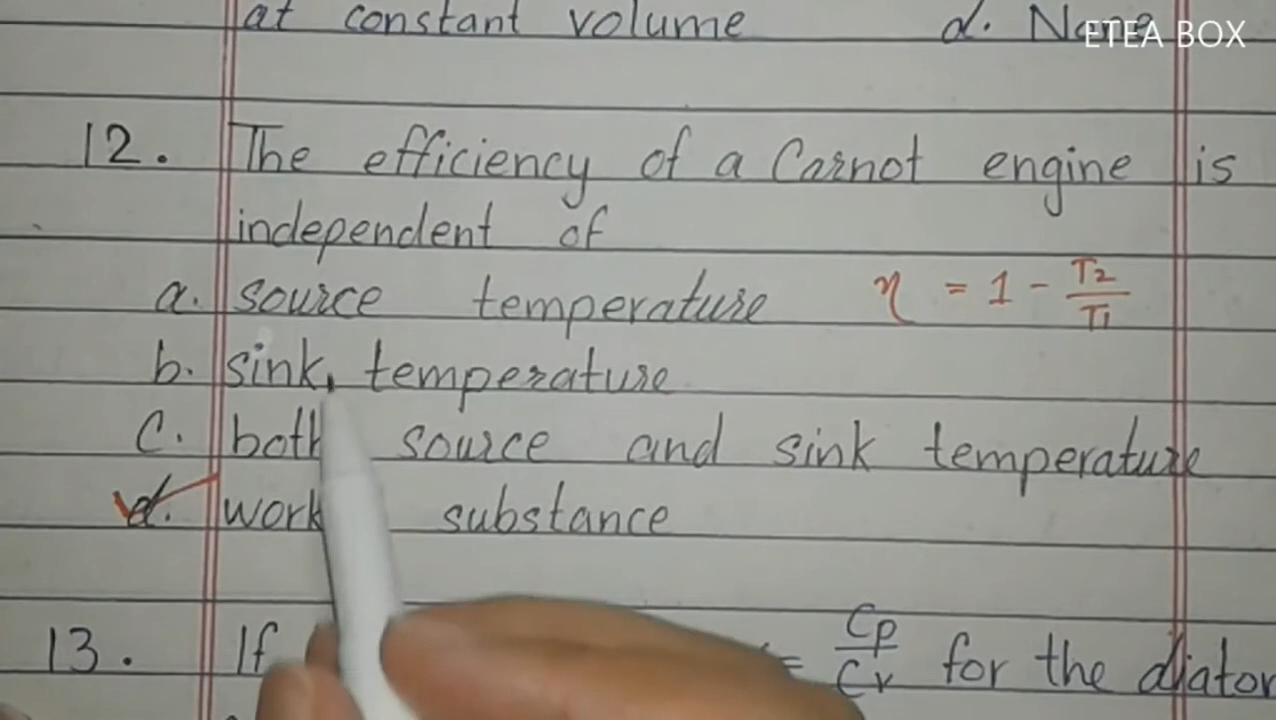 at constant volume d. None
ETEA BOX
12. The efficiency of a Carnot engine is
independent of
a. source temperature η = 1 - T2/T1
b. sink temperature
c. both source and sink temperature
d. work substance
13. If = Cp/Cv for the diatom